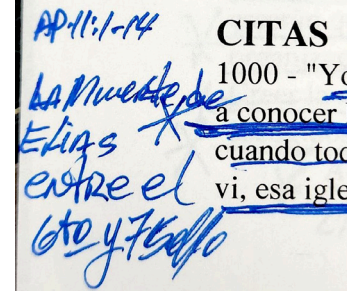 AP.11:1-14
LA Muerte de
ELIAS X
entre el
6to y 7 Sello
CITAS
1000 - "Yo
a conocer
cuando tod
vi, esa igle